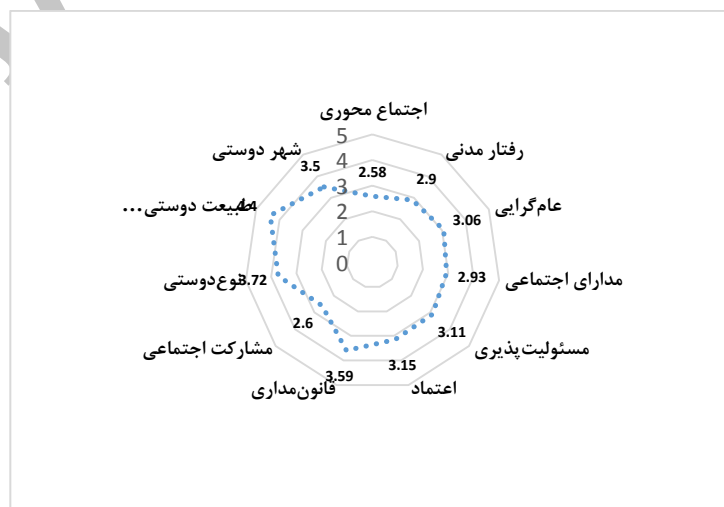 اجتماع محوری
رفتار مدنی
عام‌گرایی
مدارای اجتماعی
مسئولیت‌پذیری
اعتماد
قانون‌مداری
مشارکت اجتماعی
نوع‌دوستی
طبیعت دوستی...
شهر دوستی
5
4
3
2
1
0
2.58
2.9
3.06
2.93
3.11
3.15
3.59
2.6
3.72
3.5